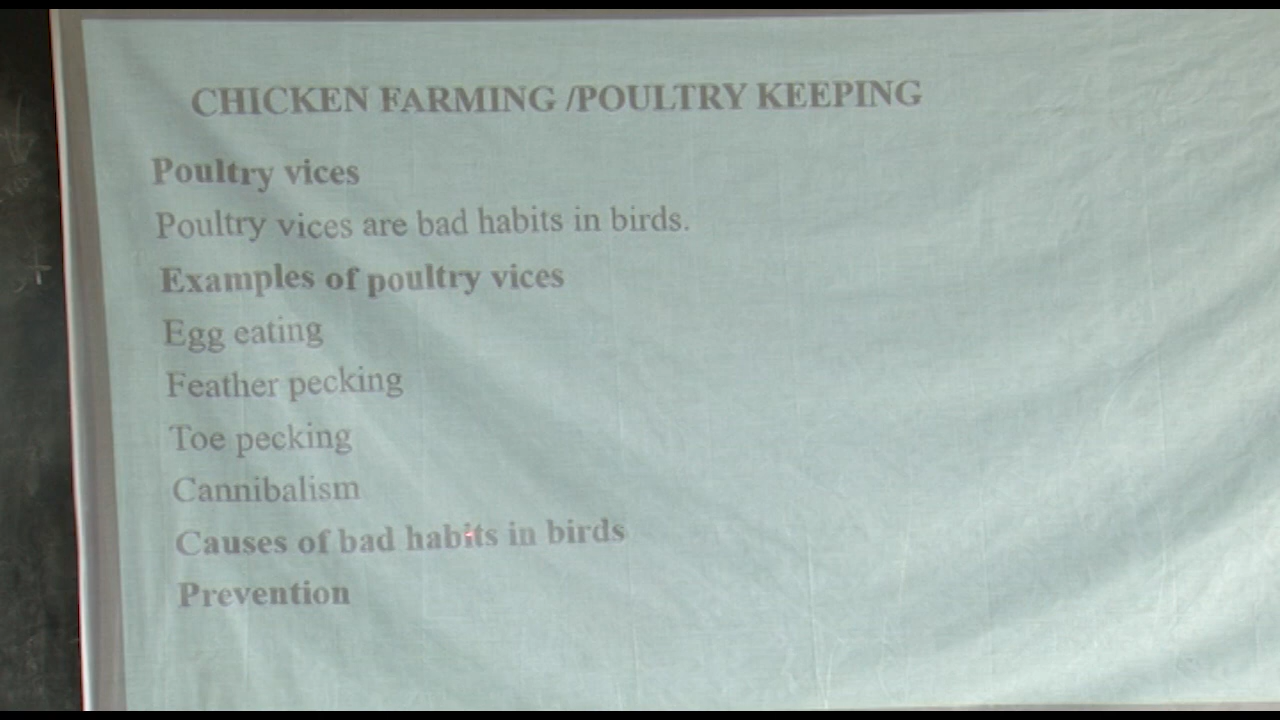 CHICKEN FARMING /POULTRY KEEPING
Poultry vices
Poultry vices are bad habits in birds.
Examples of poultry vices
Egg eating
Feather pecking
Toe pecking
Cannibalism
Causes of bad habits in birds
Prevention